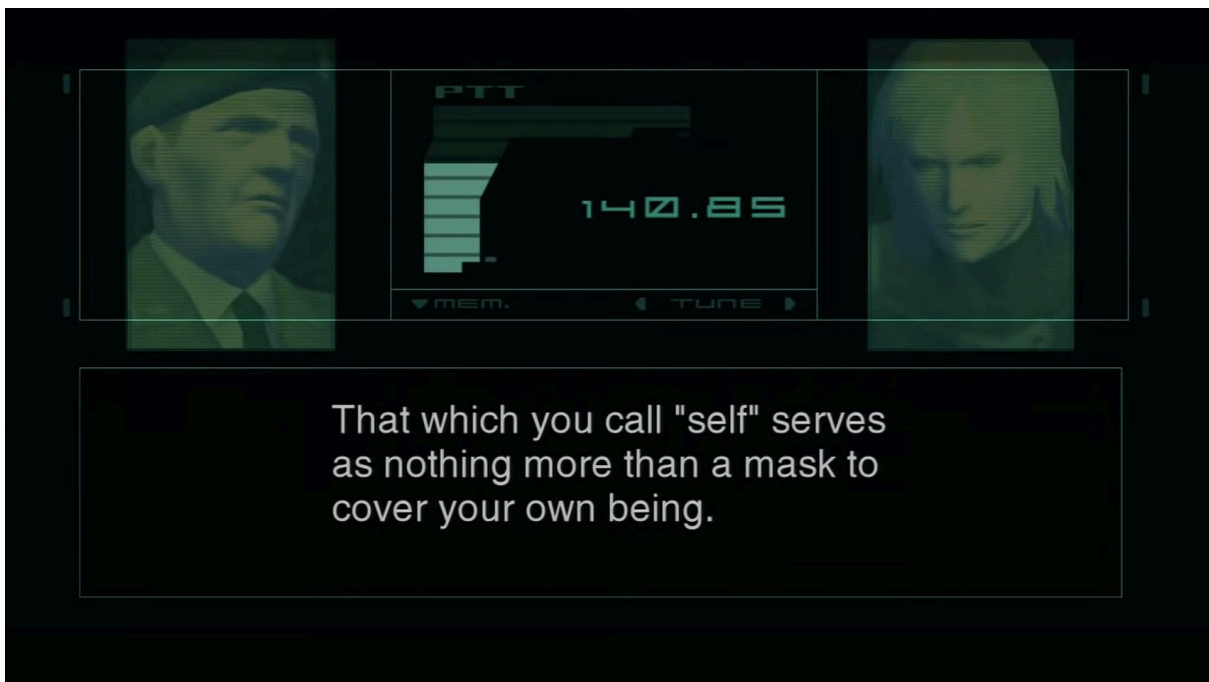 PTT
140.85
MEM.
TUNE
That which you call "self" serves
as nothing more than a mask to
cover your own being.